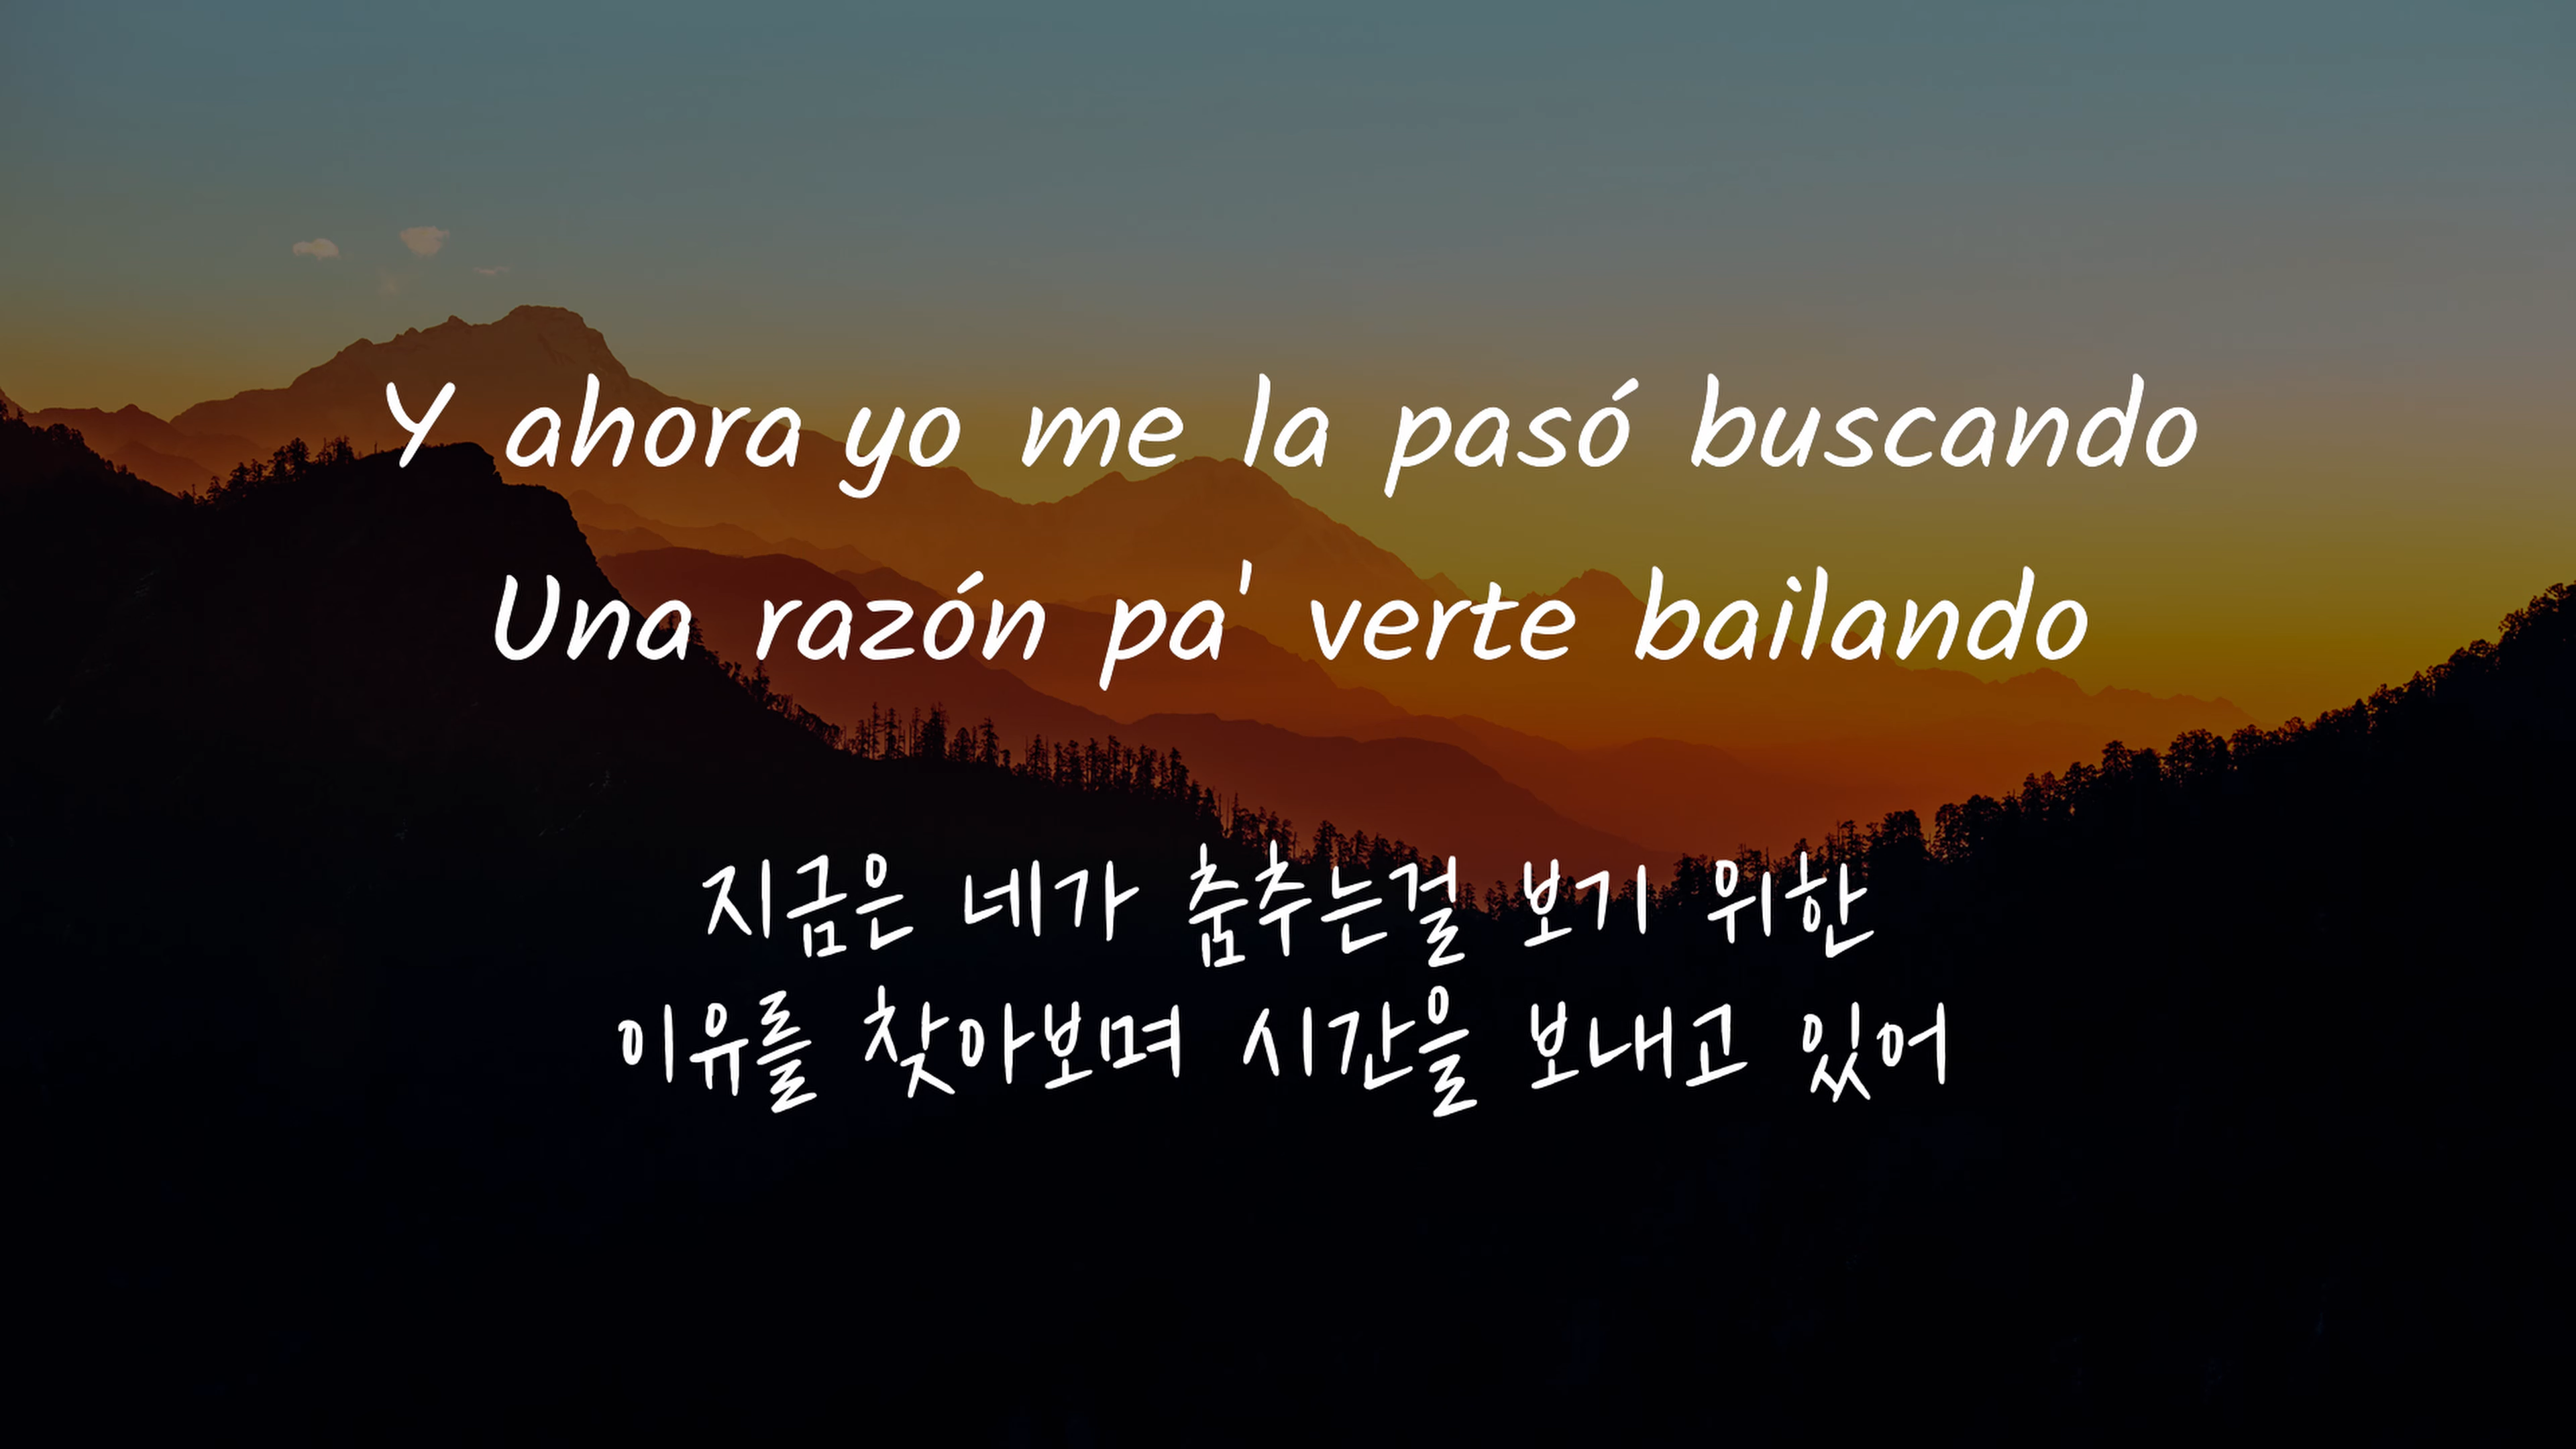 Y ahora yo me la pasó buscando
Una razón pa' verte bailando
지금은 네가 춤추는걸 보기 위한
이유를 찾아보며 시간을 보내고 있어